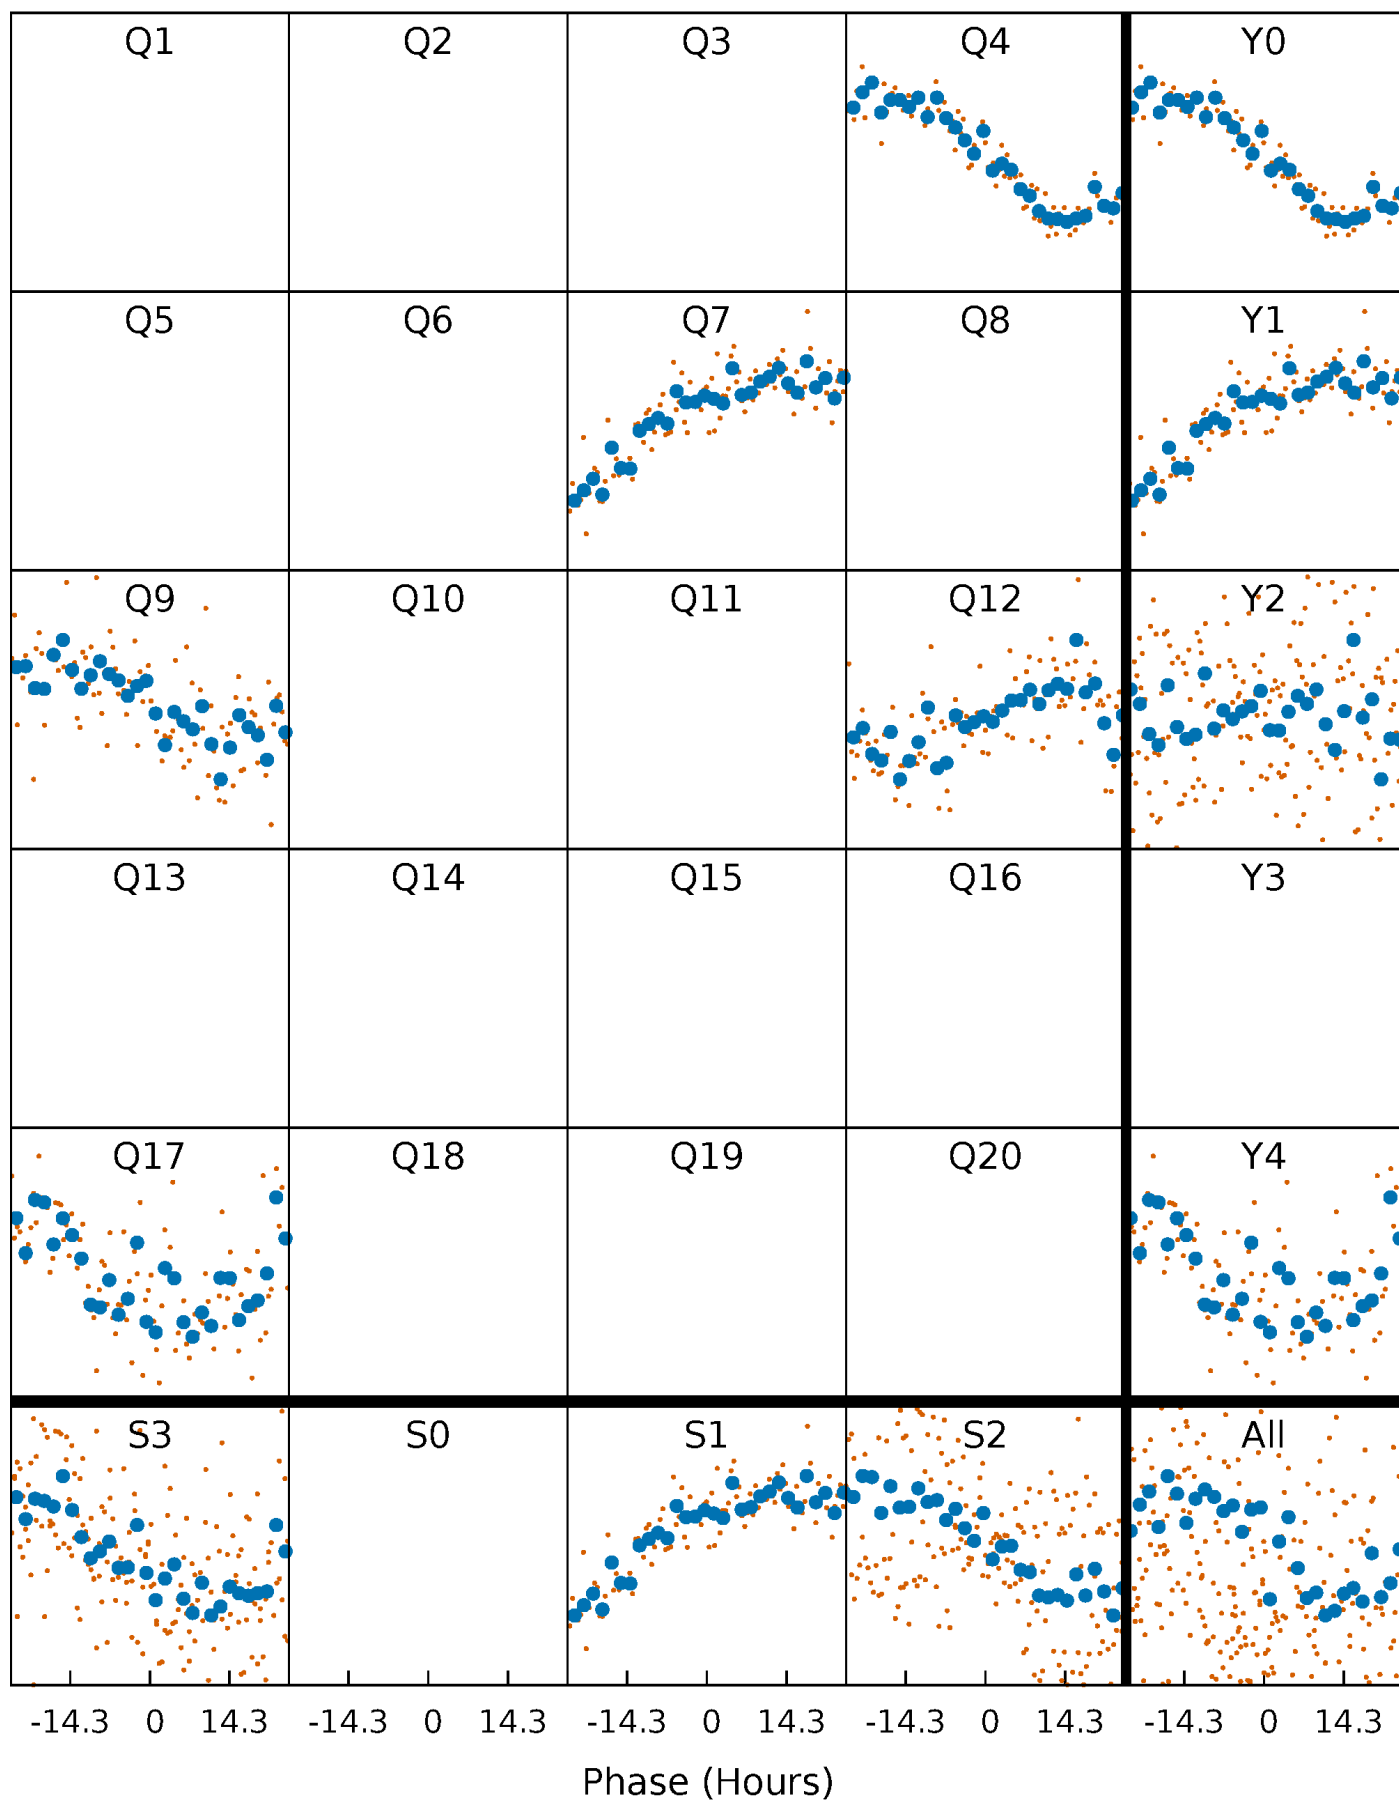 Q1 Q2 Q3 Q4 Y0
Q5 Q6 Q7 Q8 Y1
Q9 Q10 Q11 Q12 Y2
Q13 Q14 Q15 Q16 Y3
Q17 Q18 Q19 Q20 Y4
S3 S0 S1 S2 All
-14.3 0 14.3 -14.3 0 14.3 -14.3 0 14.3 -14.3 0 14.3 -14.3 0 14.3
Phase (Hours)